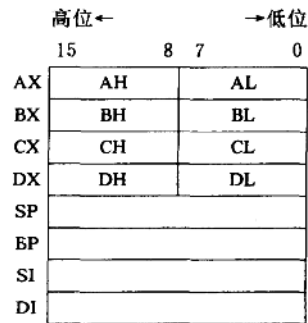 高位← →低位
15 8 7 0
AX AH AL
BX BH BL
CX CH CL
DX DH DL
SP
BP
SI
DI